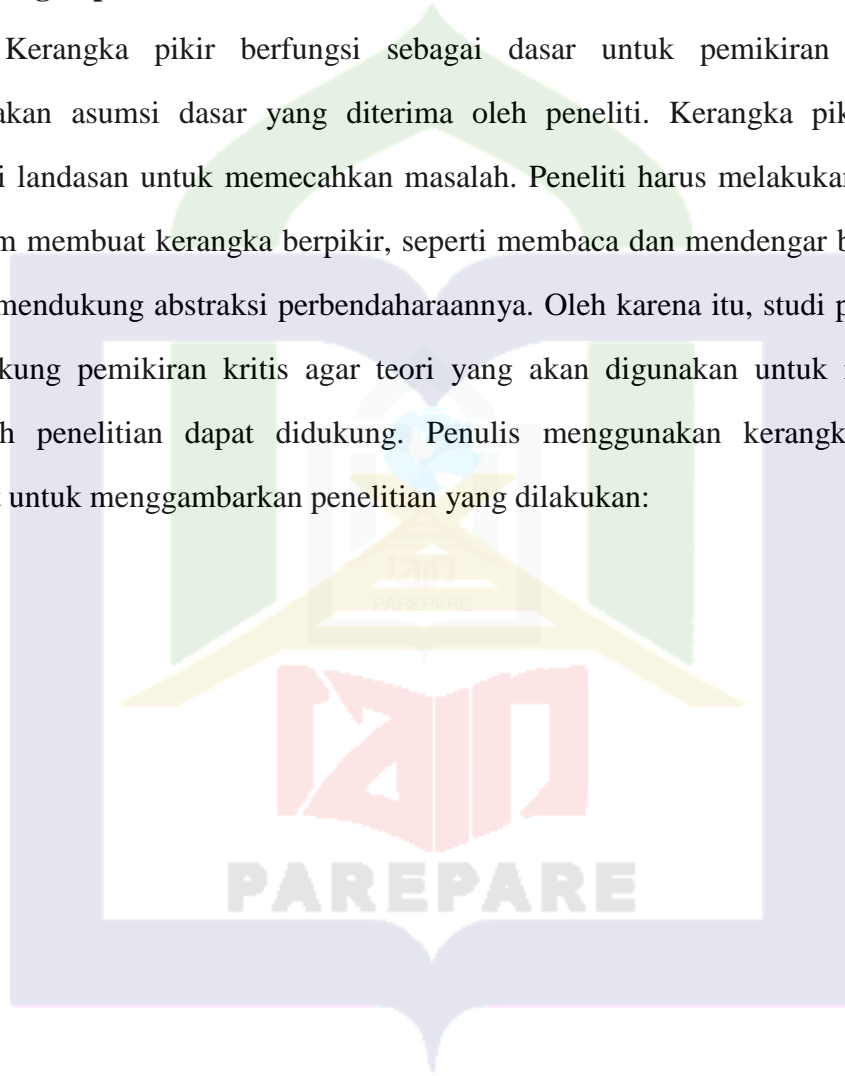 Kerangka pikir berfungsi sebagai dasar untuk pemikiran
akan asumsi dasar yang diterima oleh peneliti. Kerangka pik
i landasan untuk memecahkan masalah. Peneliti harus melakukan
m membuat kerangka berpikir, seperti membaca dan mendengar b
mendukung abstraksi perbendaharaannya. Oleh karena itu, studi p
kung pemikiran kritis agar teori yang akan digunakan untuk
h penelitian dapat didukung. Penulis menggunakan kerangk
untuk menggambarkan penelitian yang dilakukan:
IAIN
PAREPARE
IAIN
PAREPARE